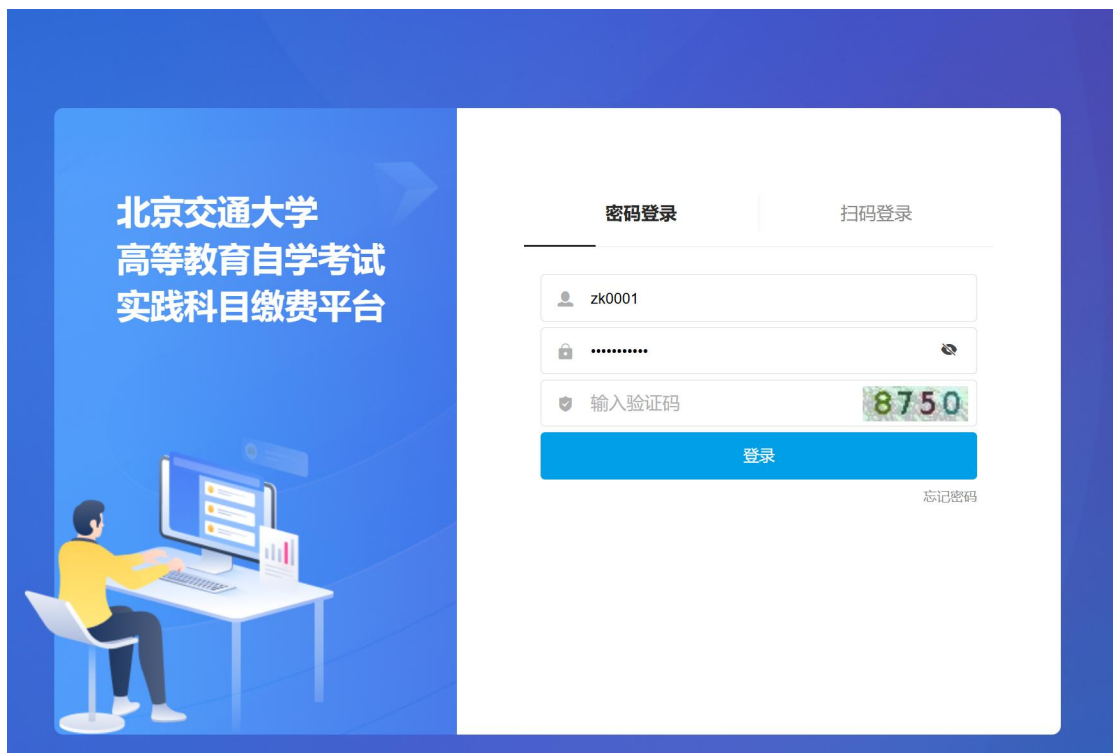 北京交通大学
高等教育自学考试
实践科目缴费平台
密码登录
扫码登录
zk0001
•••••••••••
输入验证码
8750
登录
忘记密码